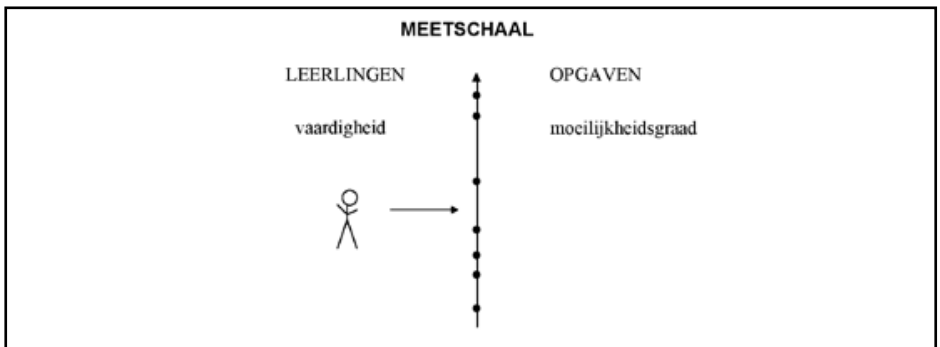 MEETSCHAAL
LEERLINGEN OPGAVEN
vaardigheid moeilijkheidsgraad